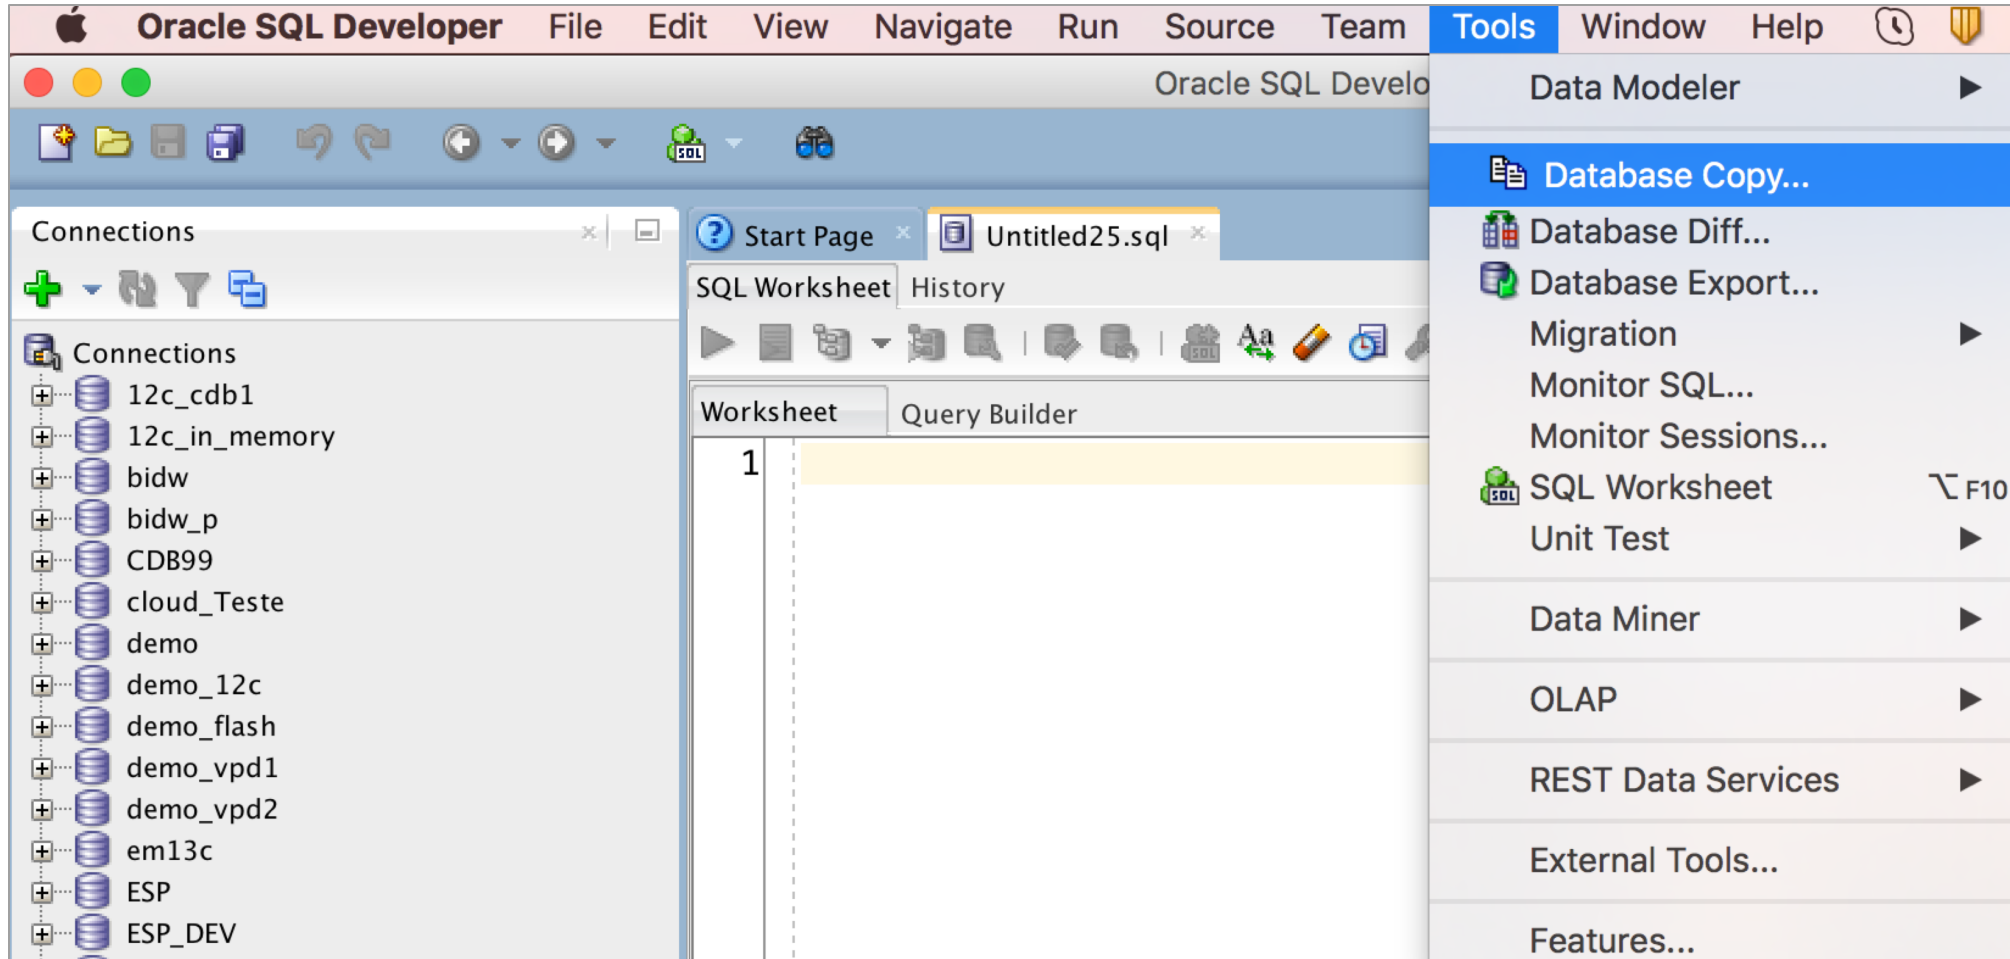 Oracle SQL Developer File Edit View Navigate Run Source Team Tools Window Help
Oracle SQL Develo
Data Modeler
Database Copy...
Database Diff...
Database Export...
Migration
Monitor SQL...
Monitor Sessions...
SQL Worksheet ⌥ F10
Unit Test
Data Miner
OLAP
REST Data Services
External Tools...
Features...
SQL
Connections
Connections
12c_cdb1
12c_in_memory
bidw
bidw_p
CDB99
cloud_Teste
demo
demo_12c
demo_flash
demo_vpd1
demo_vpd2
em13c
ESP
ESP_DEV
Start Page
Untitled25.sql
SQL Worksheet History
SQL
Aa
Worksheet Query Builder
1